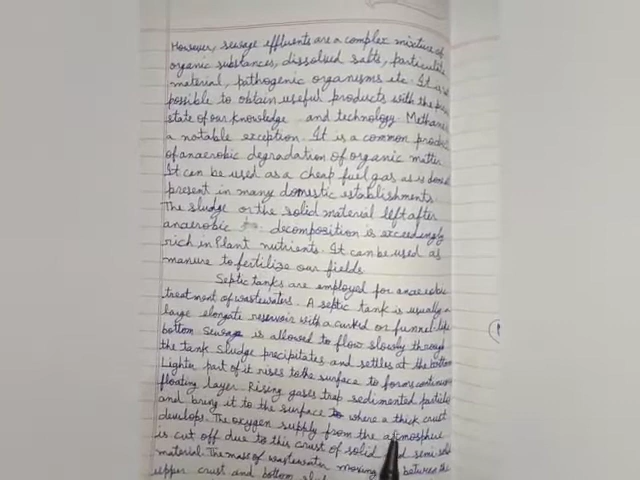 However, sewage effluents are a complex mixture of
organic substances, dissolved salts, particulate
material, pathogenic organisms etc. It is
possible to obtain useful products with the
state of our knowledge and technology. Methane
a notable exception. It is a common product
of anaerobic degradation of organic matter
It can be used as a cheap fuel gas as is done
present in many domestic establishments.
The sludge or the solid material left after
anaerobic decomposition is exceedingly
rich in Plant nutrients. It can be used as
manure to fertilize our fields
Septic tanks are employed for anaerobic
treatment of wastewaters. A septic tank is usually a
large elongate reservoir with a or funnel-like
bottom Sewage is allowed to flow slowly through
the tank Sludge precipitates and settles at the bottom
Lighter part of it rises to the surface to forms continuous
floating layer. Rising gases trap sedimented particles
and bring it to the surface to where a thick crust
develops. The oxygen supply from the atmosphere
is cut off due to this crust of solid semi solid
material. The mass of wastewater moving between the
upper crust and bottom